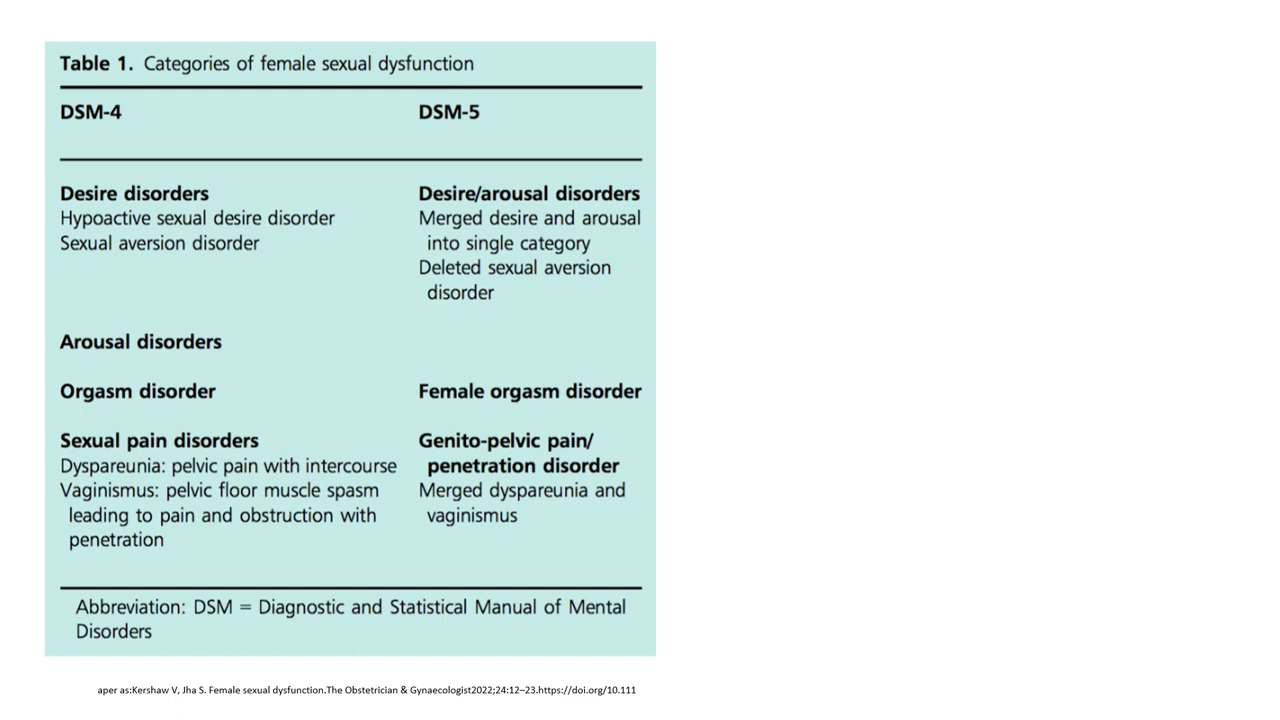 Table 1. Categories of female sexual dysfunction
DSM-4 DSM-5
Desire disorders Desire/arousal disorders
Hypoactive sexual desire disorder Merged desire and arousal
Sexual aversion disorder into single category
Deleted sexual aversion
disorder
Arousal disorders
Orgasm disorder Female orgasm disorder
Sexual pain disorders Genito-pelvic pain/
Dyspareunia: pelvic pain with intercourse penetration disorder
Vaginismus: pelvic floor muscle spasm Merged dyspareunia and
leading to pain and obstruction with vaginismus
penetration
Abbreviation: DSM = Diagnostic and Statistical Manual of Mental
Disorders
aper as:Kershaw V, Jha S. Female sexual dysfunction.The Obstetrician & Gynaecologist2022;24:12–23.https://doi.org/10.111